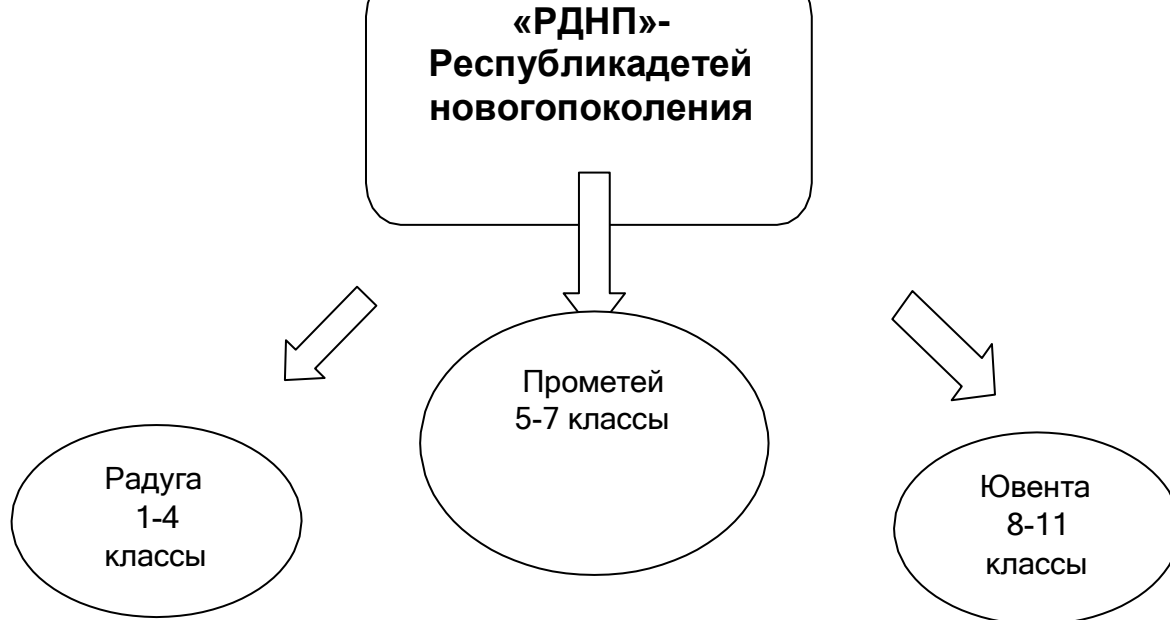 «РДНП»-
Республикадетей
новогопоколения
Прометей
5-7 классы
Радуга
1-4
классы
Ювента
8-11
классы